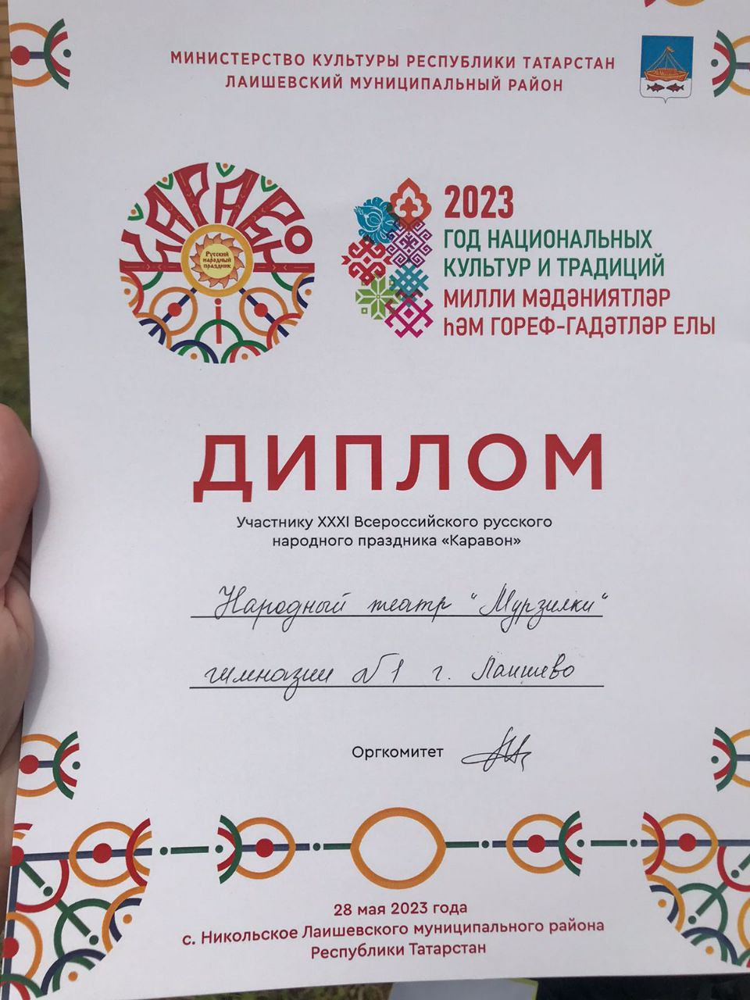 МИНИСТЕРСТВО КУЛЬТУРЫ РЕСПУБЛИКИ ТАТАРСТАН
ЛАИШЕВСКИЙ МУНИЦИПАЛЬНЫЙ РАЙОН
КАРАВОН
Русский
народный
праздник
2023
ГОД НАЦИОНАЛЬНЫХ
КУЛЬТУР И ТРАДИЦИЙ
МИЛЛИ МӘДӘНИЯТЛӘР
ҺӘМ ГОРЕФ-ГАДӘТЛӘР ЕЛЫ
ДИПЛОМ
Участнику XXXI Всероссийского русского
народного праздника «Каравон»
Народный театр "Мурзилки"
гимназии №1 г. Лаишево
Оргкомитет
28 мая 2023 года
с. Никольское Лаишевского муниципального района
Республики Татарстан